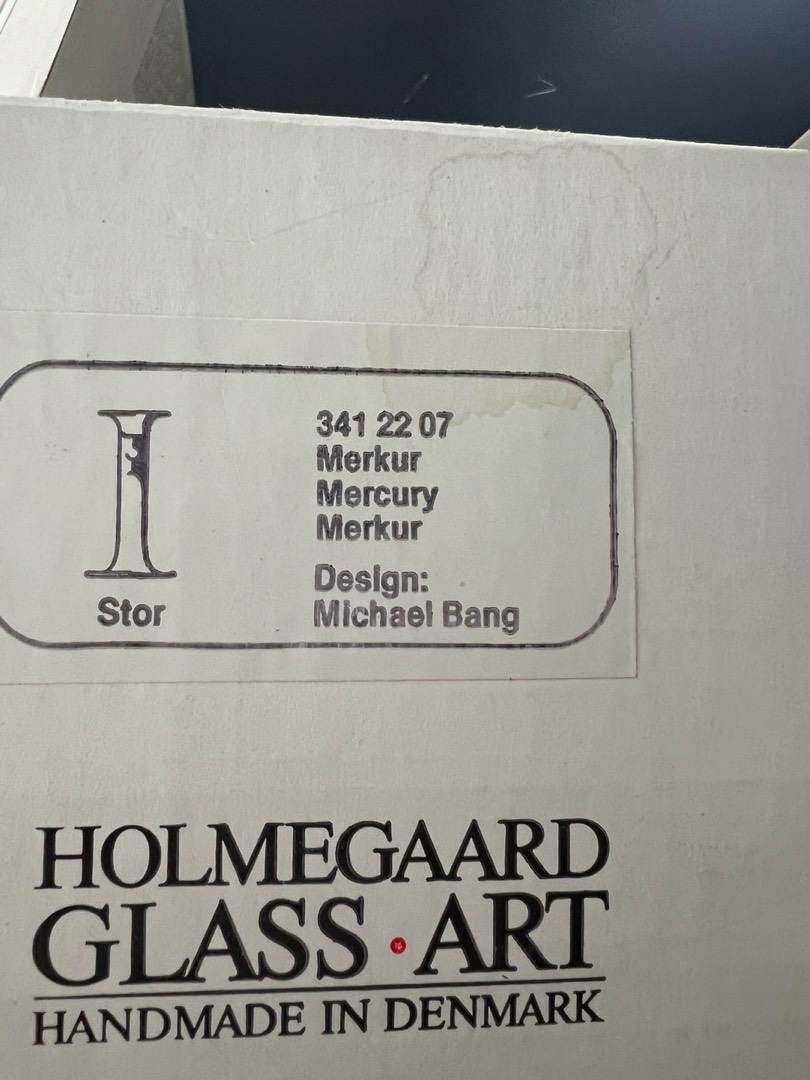 341 22 07
Merkur
Mercury
Merkur
Design:
Michael Bang
Stor
HOLMEGAARD
GLASS • ART
HANDMADE IN DENMARK